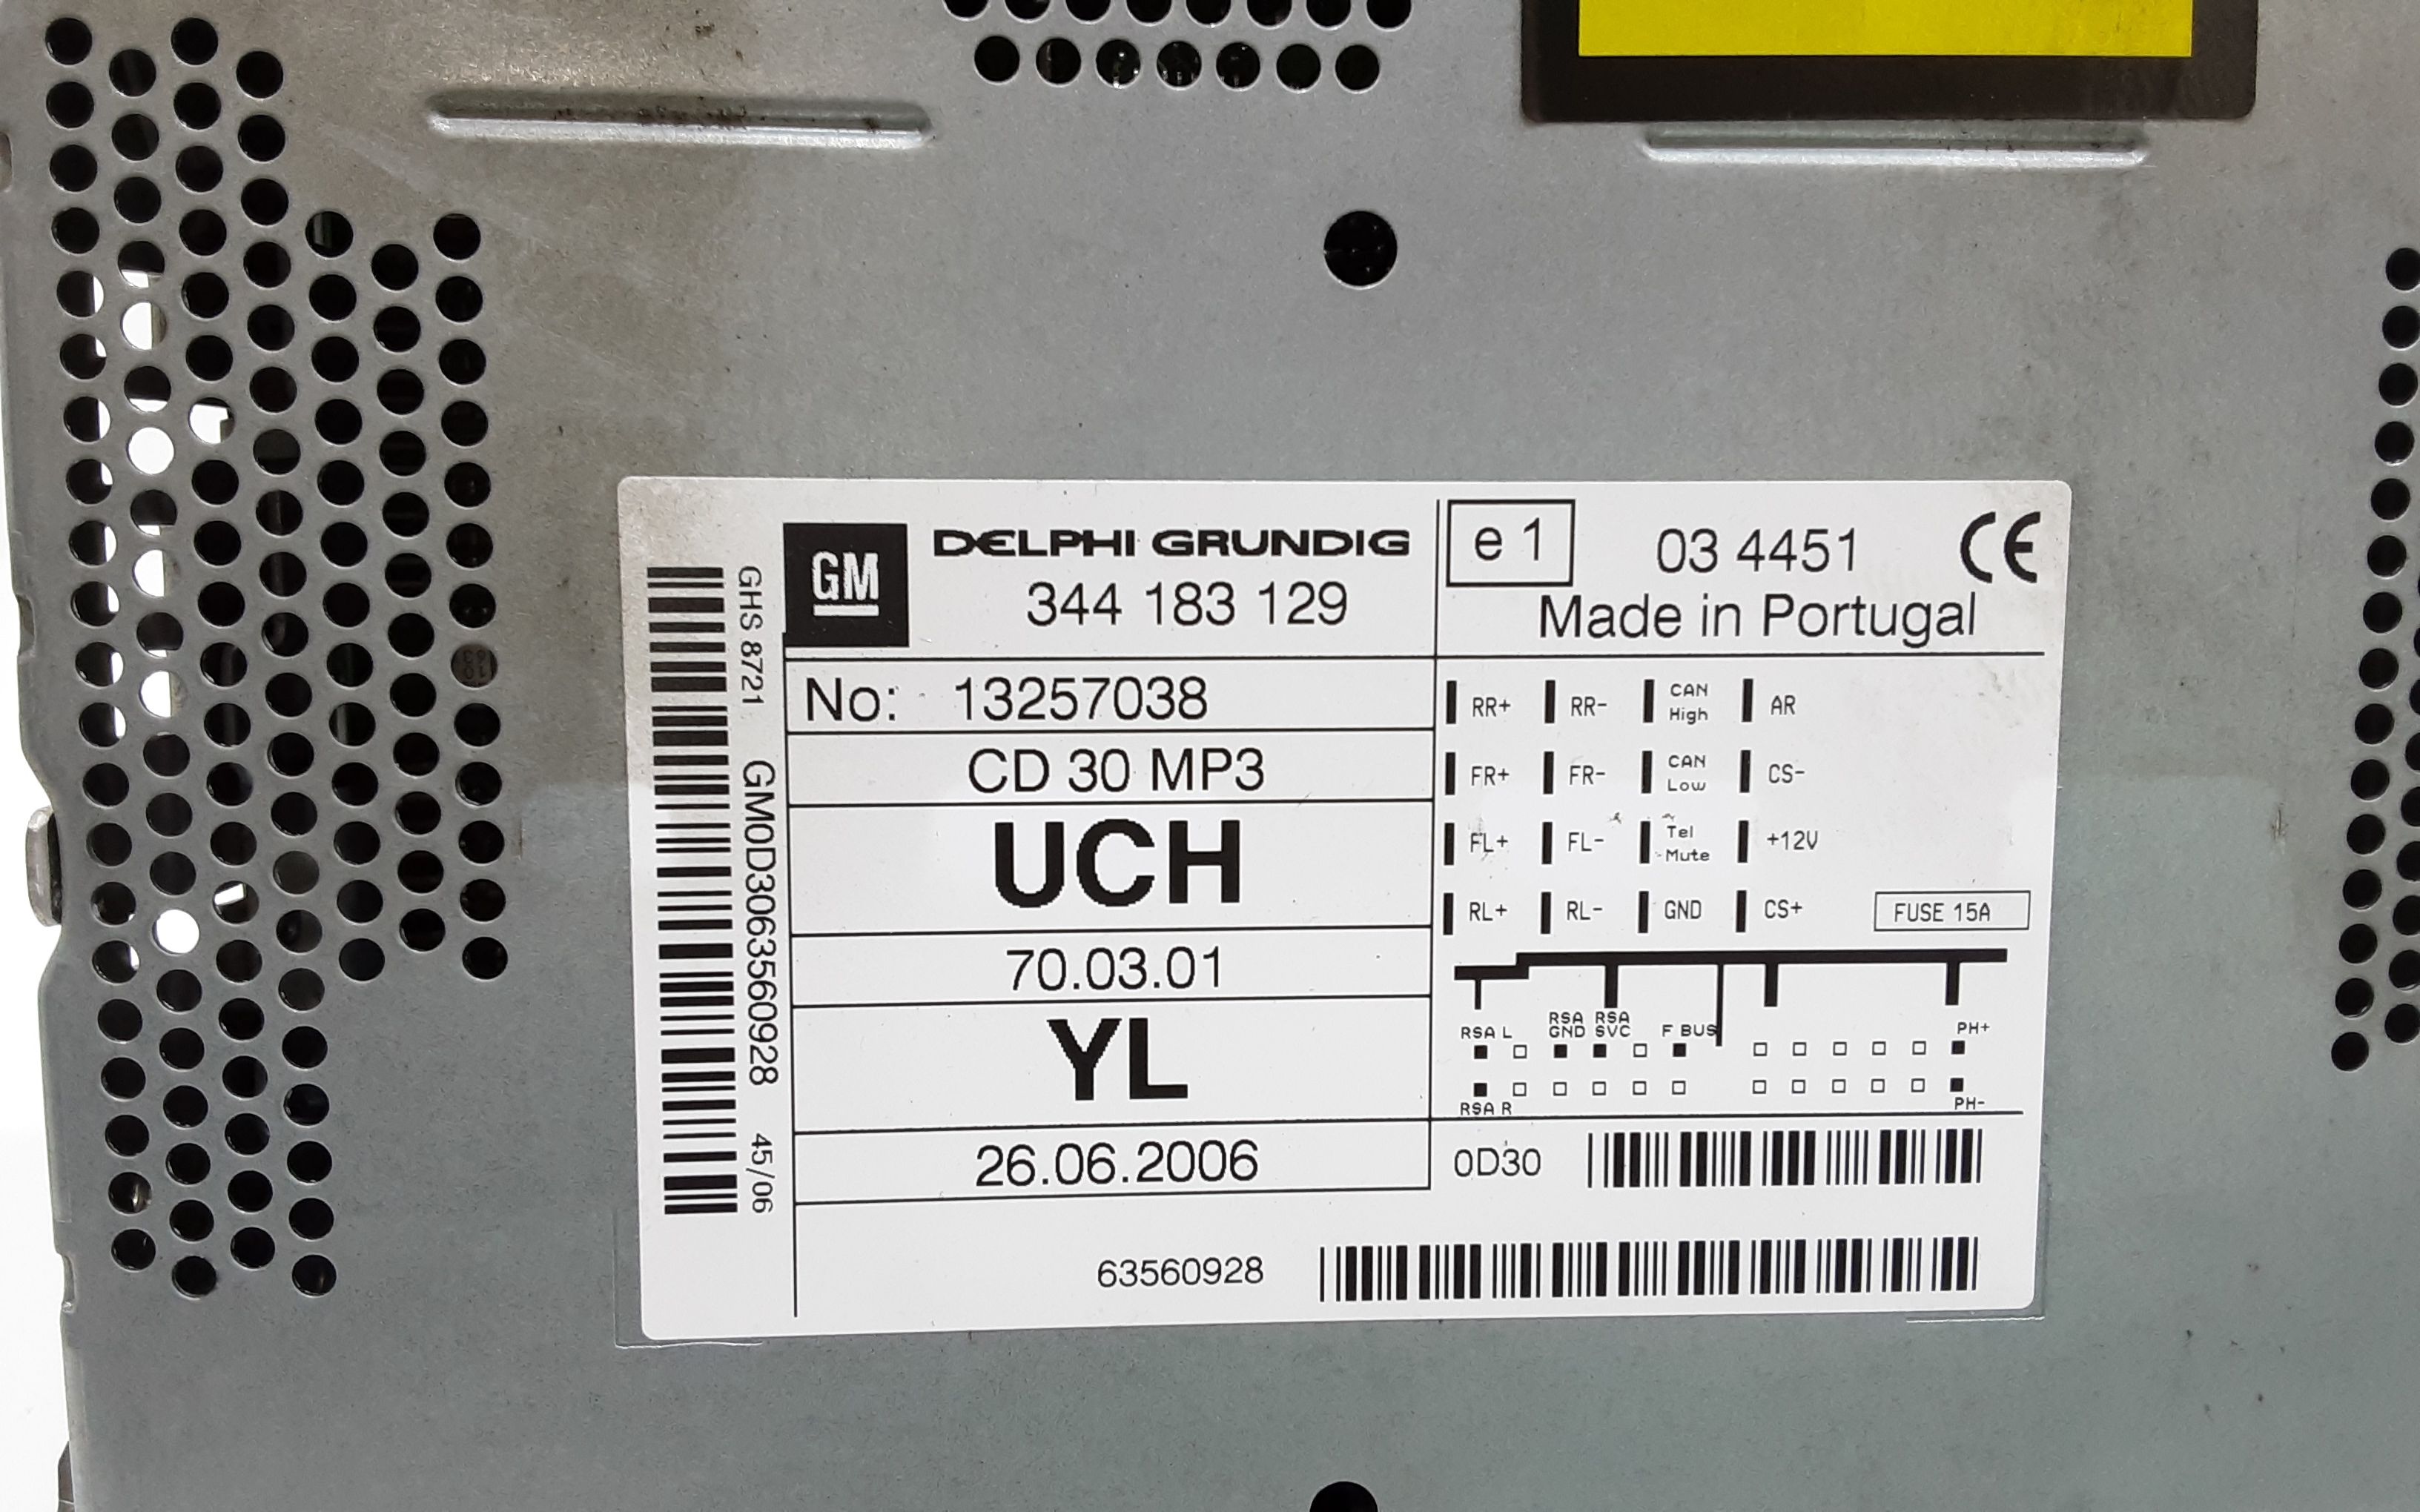 GHS 8721 GM0D3063560928 45/06
GM
DELPHI GRUNDIG
344 183 129
e 1 03 4451 CE
Made in Portugal
No: 13257038
CD 30 MP3
UCH
70.03.01
YL
26.06.2006
RR+ RR- CAN High AR
FR+ FR- CAN Low CS-
FL+ FL- Tel Mute +12V
RL+ RL- GND CS+ FUSE 15A
RSA L RSA GND RSA SVC F BUS PH+
RSA R PH-
0D30
63560928